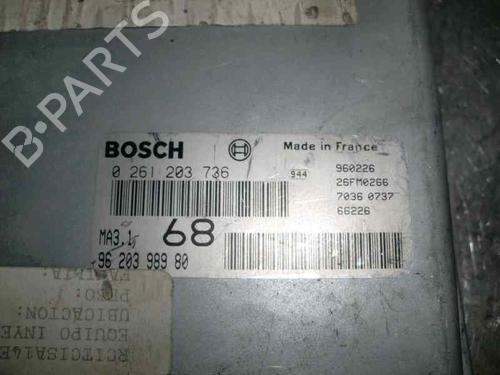 B-PARTS
BOSCH
Made in France
0 261 203 736
944
960226
26FM0266
7036 0737
66226
MA3.1
68
96 203 989 80
RCITCISA14E
EQUIPO INYE
UBICACION:
PESO: